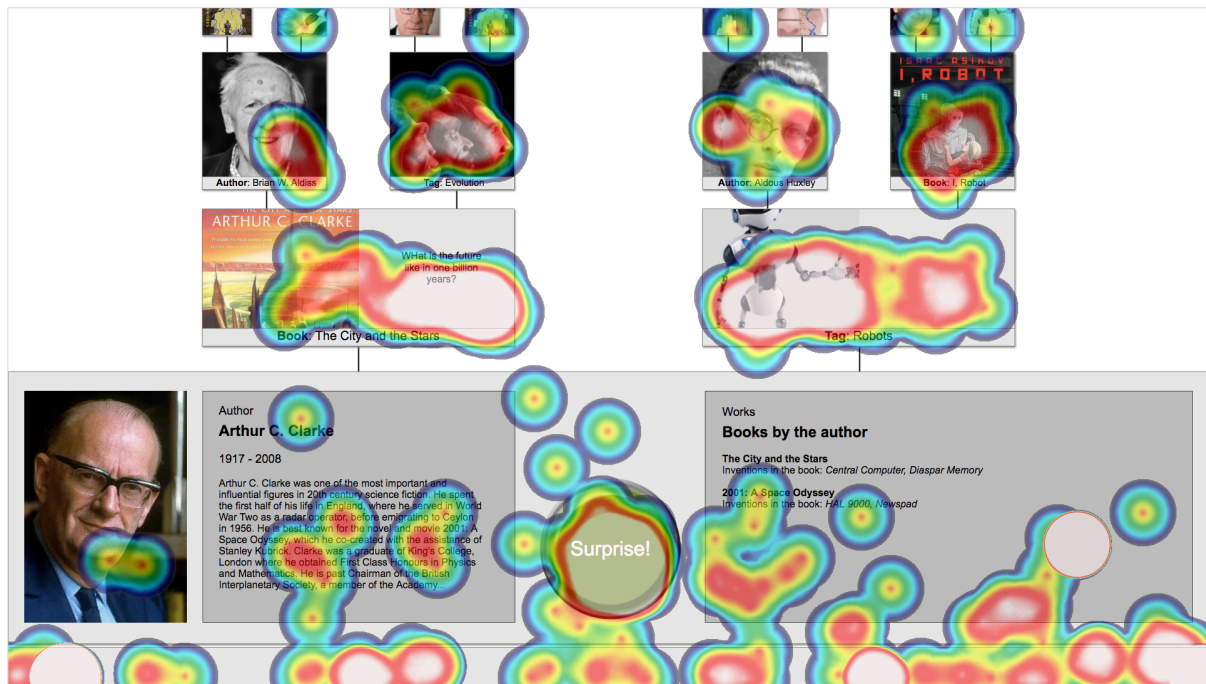 ISAAC ASIMOV
I, ROBOT
Author: Brian W. Aldiss
Tag: Evolution
Author: Aldous Huxley
Book: I, Robot
THE CITY AND THE STARS
ARTHUR C. CLARKE
WHat is the future
like in one billion
years?
Book: The City and the Stars
Tag: Robots
Author
Arthur C. Clarke
1917 - 2008
Arthur C. Clarke was one of the most important and
influential figures in 20th century science fiction. He spent
the first half of his life in England, where he served in World
War Two as a radar operator, before emigrating to Ceylon
in 1956. He is best known for the novel and movie 2001: A
Space Odyssey, which he co-created with the assistance of
Stanley Kubrick. Clarke was a graduate of King's College,
London where he obtained First Class Honours in Physics
and Mathematics. He is past Chairman of the British
Interplanetary Society, a member of the Academy...
Surprise!
Works
Books by the author
The City and the Stars
Inventions in the book: Central Computer, Diaspar Memory
2001: A Space Odyssey
Inventions in the book: HAL 9000, Newspad